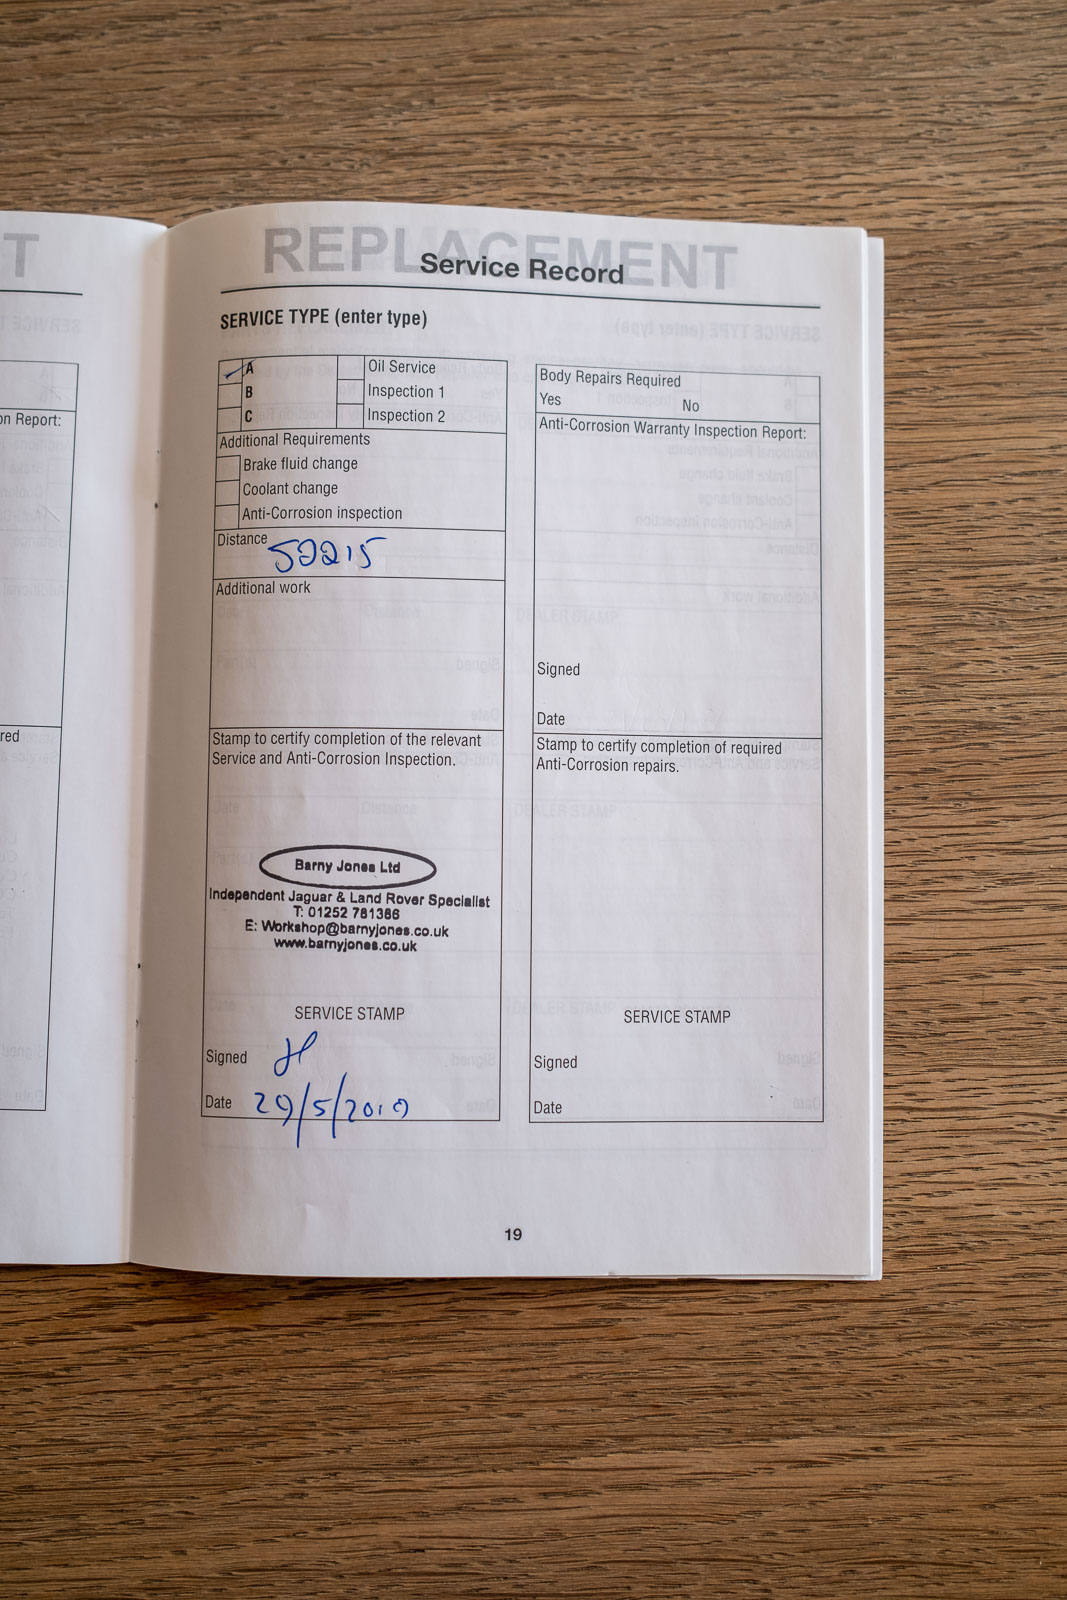 T
on Report:
red
REPLACEMENT
Service Record
SERVICE TYPE (enter type)
A Oil Service
B Inspection 1
C Inspection 2
Additional Requirements
Brake fluid change
Coolant change
Anti-Corrosion inspection
Distance 52215
Additional work
Stamp to certify completion of the relevant
Service and Anti-Corrosion Inspection.
Barny Jones Ltd
Independent Jaguar & Land Rover Specialist
T: 01252 781386
E: Workshop@barnyjones.co.uk
www.barnyjones.co.uk
SERVICE STAMP
Signed
Date 29/5/2019
Body Repairs Required
Yes No
Anti-Corrosion Warranty Inspection Report:
Signed
Date
Stamp to certify completion of required
Anti-Corrosion repairs.
SERVICE STAMP
Signed
Date
19